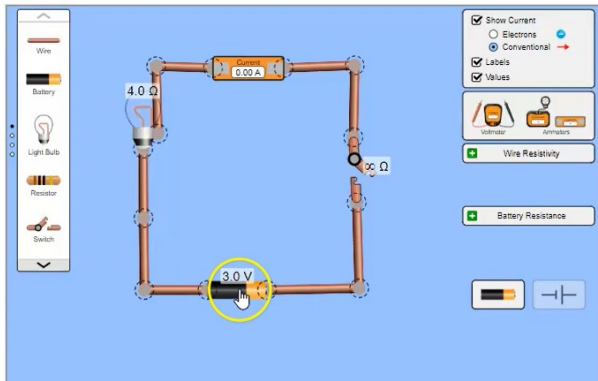 Wire
Battery
Light Bulb
Resistor
Switch
4.0 Ω
Current
0.00 A
∞ Ω
3.0 V
Show Current
Electrons
Conventional
Labels
Values
Voltmeter
Ammeters
Wire Resistivity
Battery Resistance